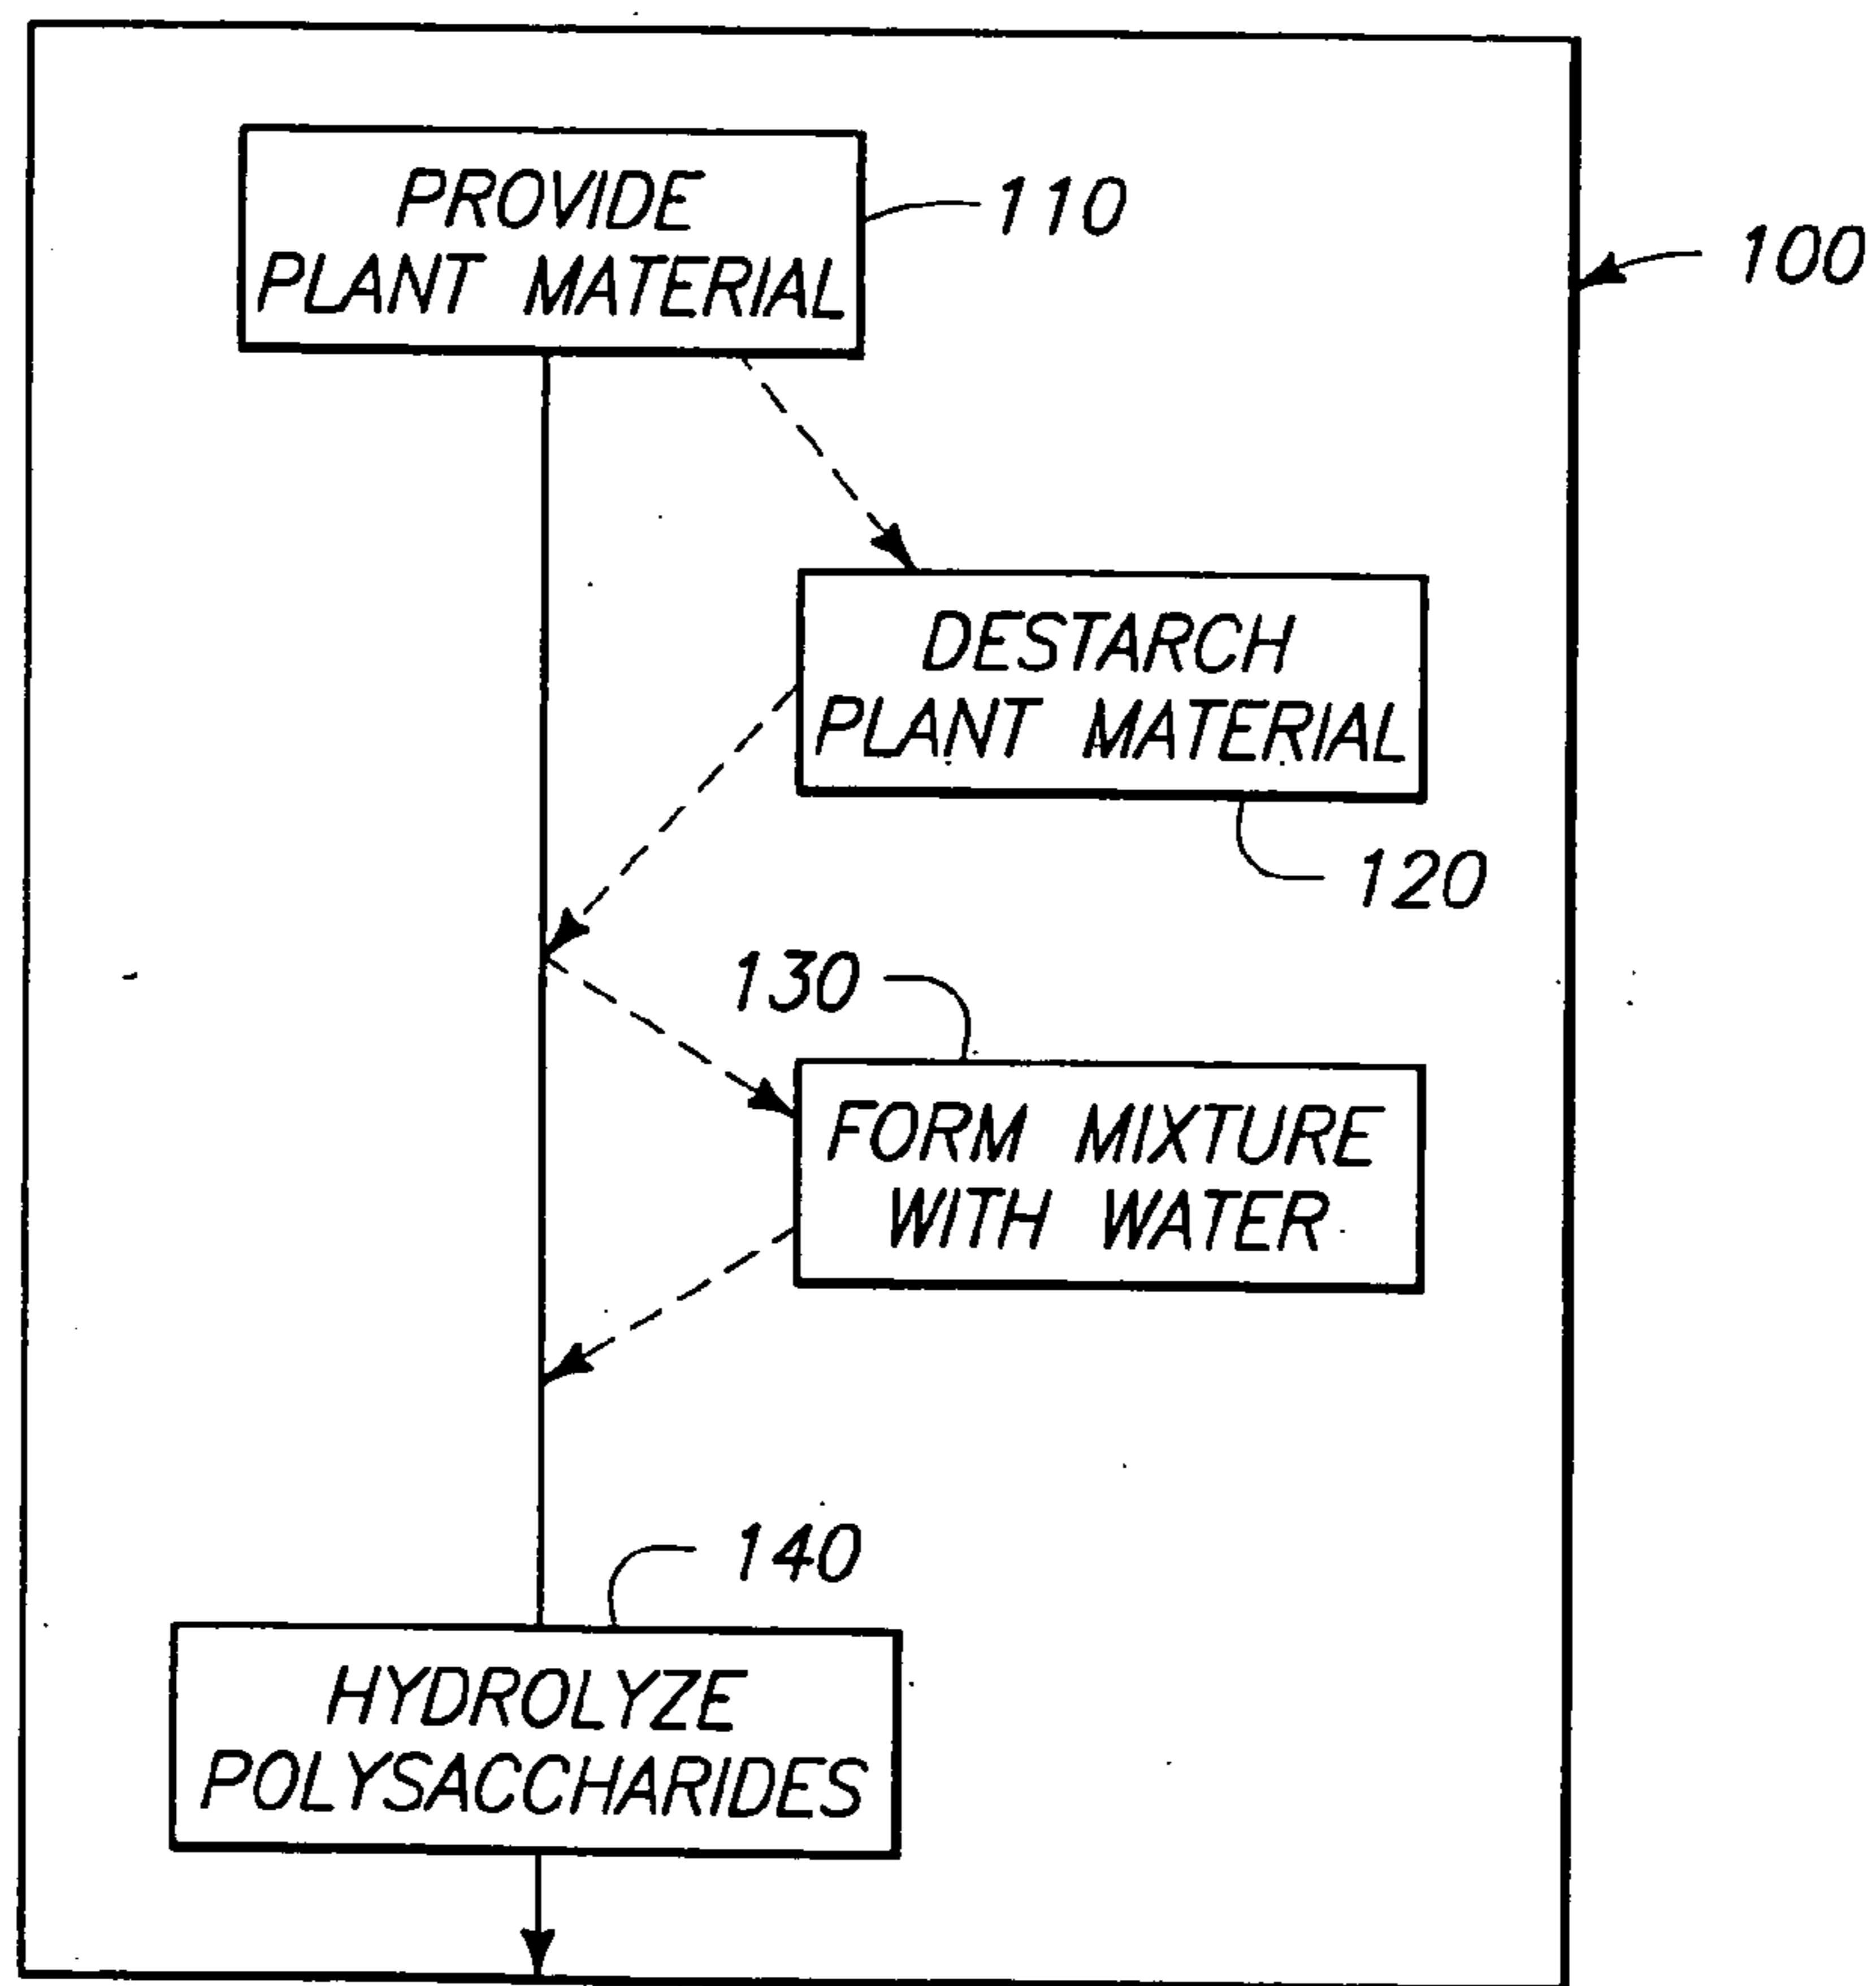 PROVIDE
PLANT MATERIAL
110
100
DESTARCH
PLANT MATERIAL
120
130
FORM MIXTURE
WITH WATER
140
HYDROLYZE
POLYSACCHARIDES